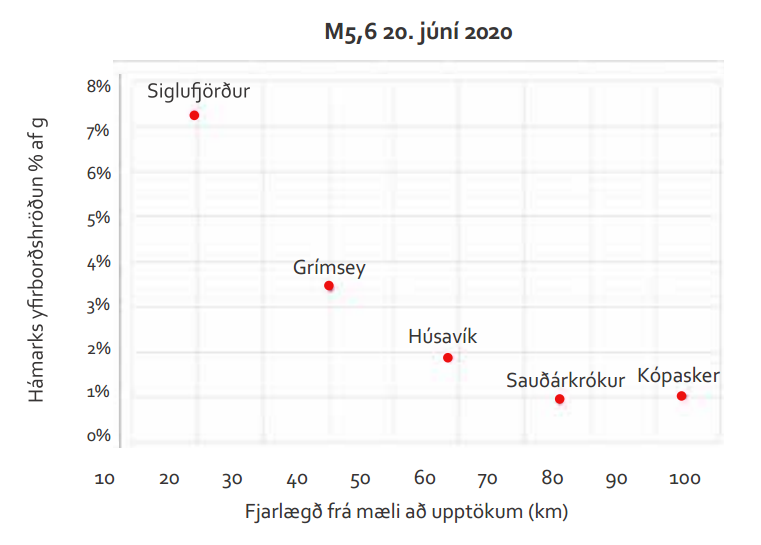 M5,6 20. júní 2020
Hámarks yfirborðshröðun % af g
8%
7%
6%
5%
4%
3%
2%
1%
0%
Siglufjörður
Grímsey
Húsavík
Sauðárkrókur
Kópasker
10 20 30 40 50 60 70 80 90 100
Fjarlægð frá mæli að upptökum (km)